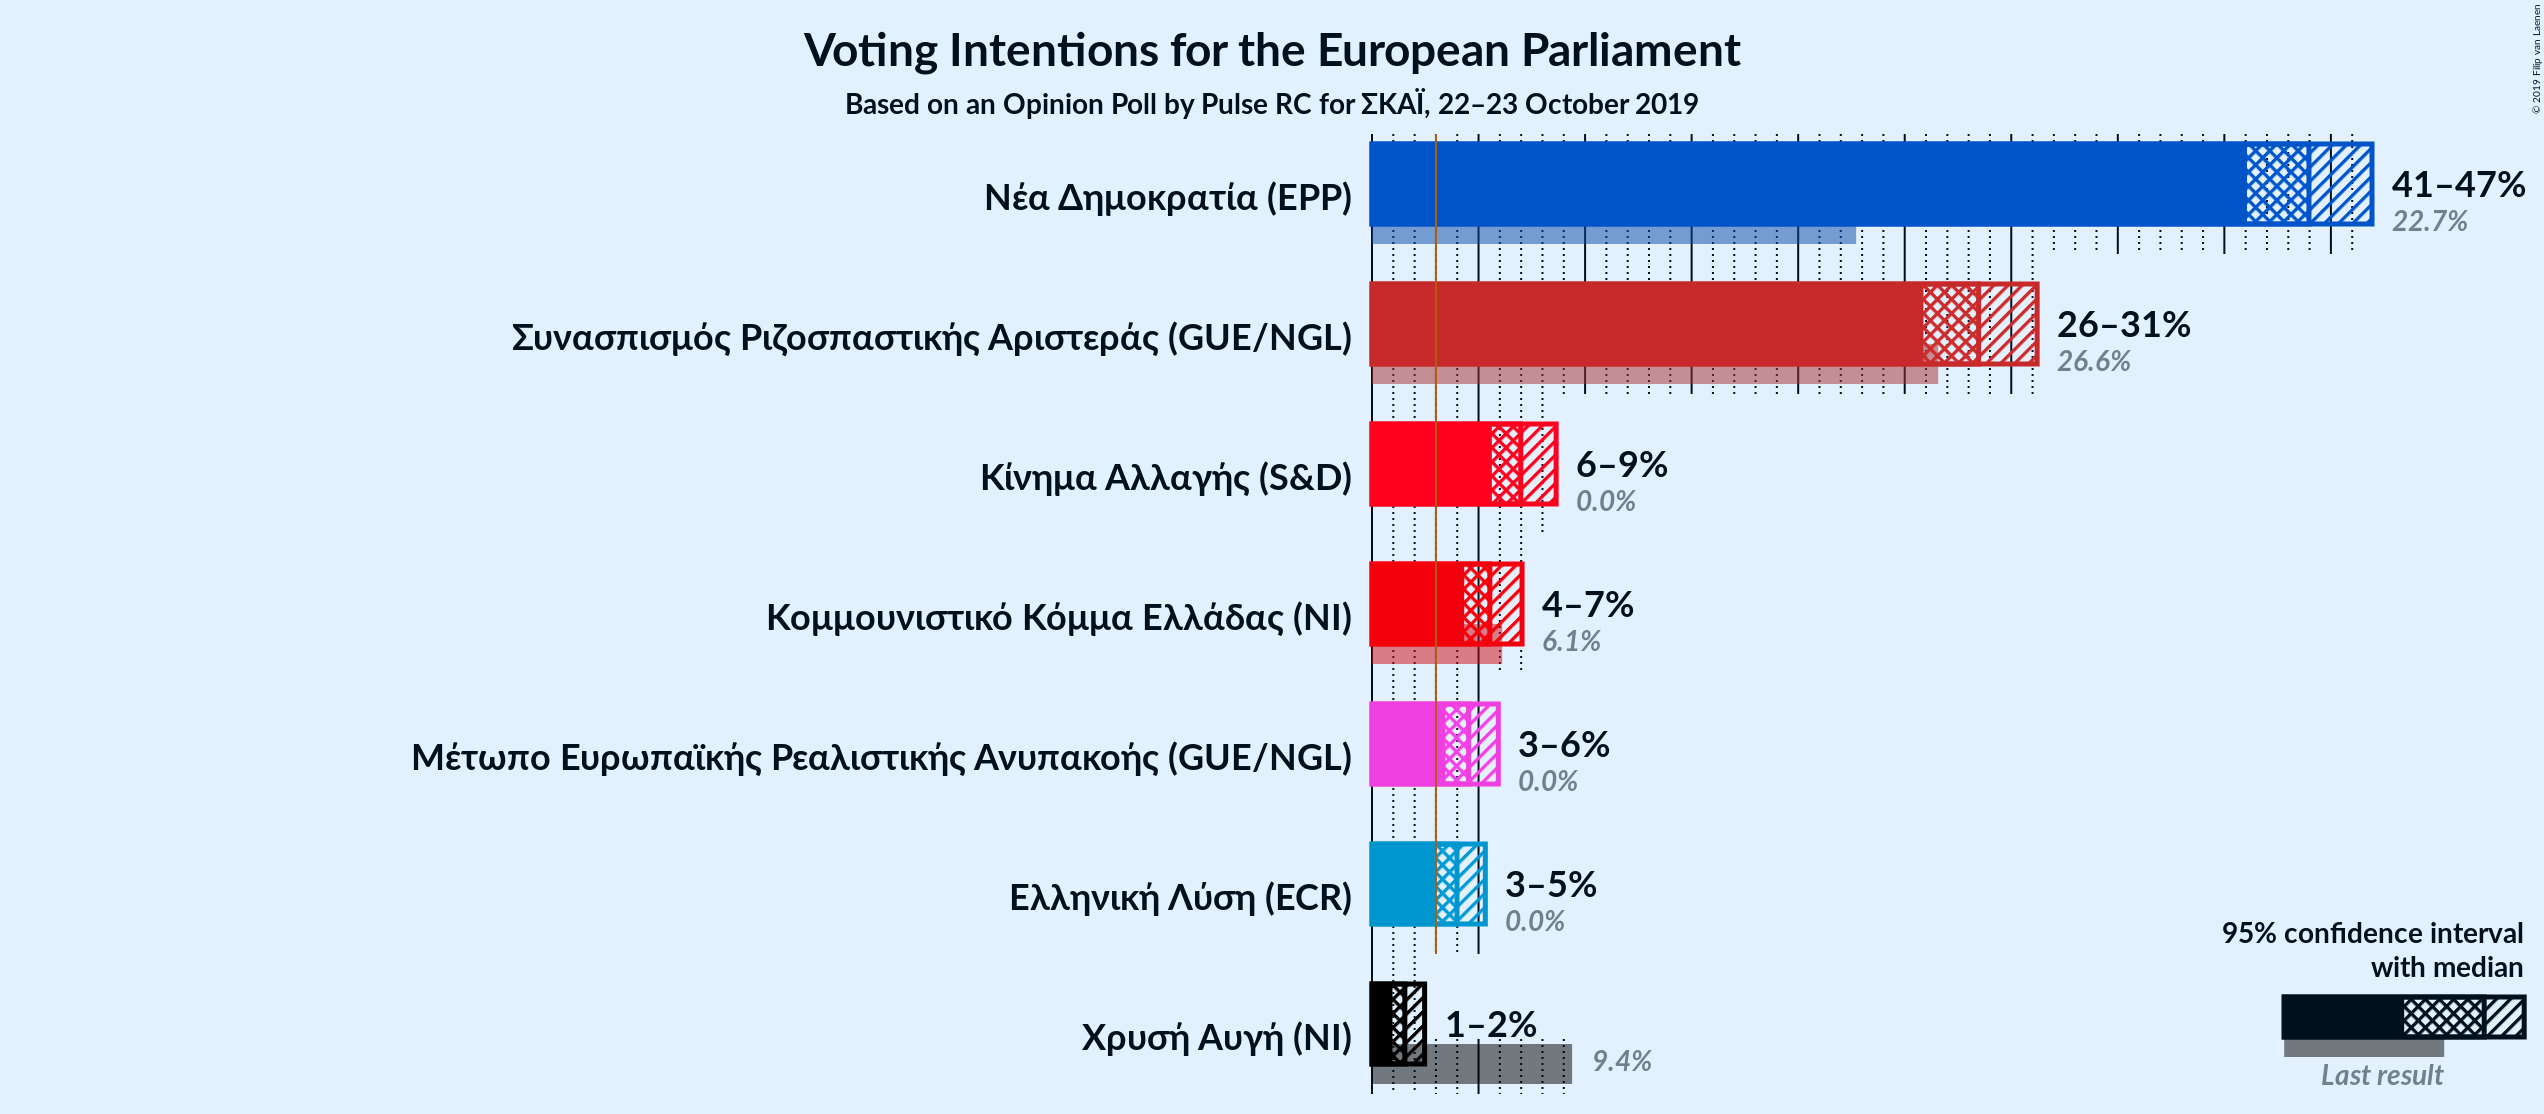 Voting Intentions for the European Parliament
Based on an Opinion Poll by Pulse RC for ΣΚΑΪ, 22–23 October 2019
© 2019 Filip van Laenen
Νέα Δημοκρατία (EPP)
41–47%
22.7%
Συνασπισμός Ριζοσπαστικής Αριστεράς (GUE/NGL)
26–31%
26.6%
Κίνημα Αλλαγής (S&D)
6–9%
0.0%
Κομμουνιστικό Κόμμα Ελλάδας (NI)
4–7%
6.1%
Μέτωπο Ευρωπαϊκής Ρεαλιστικής Ανυπακοής (GUE/NGL)
3–6%
0.0%
Ελληνική Λύση (ECR)
3–5%
0.0%
Χρυσή Αυγή (NI)
1–2%
9.4%
95% confidence interval
with median
Last result